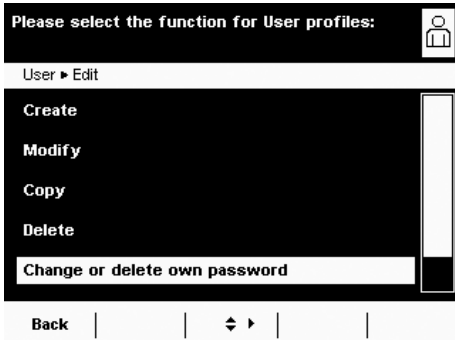 Please select the function for User profiles:
User ▸ Edit
Create
Modify
Copy
Delete
Change or delete own password
Back